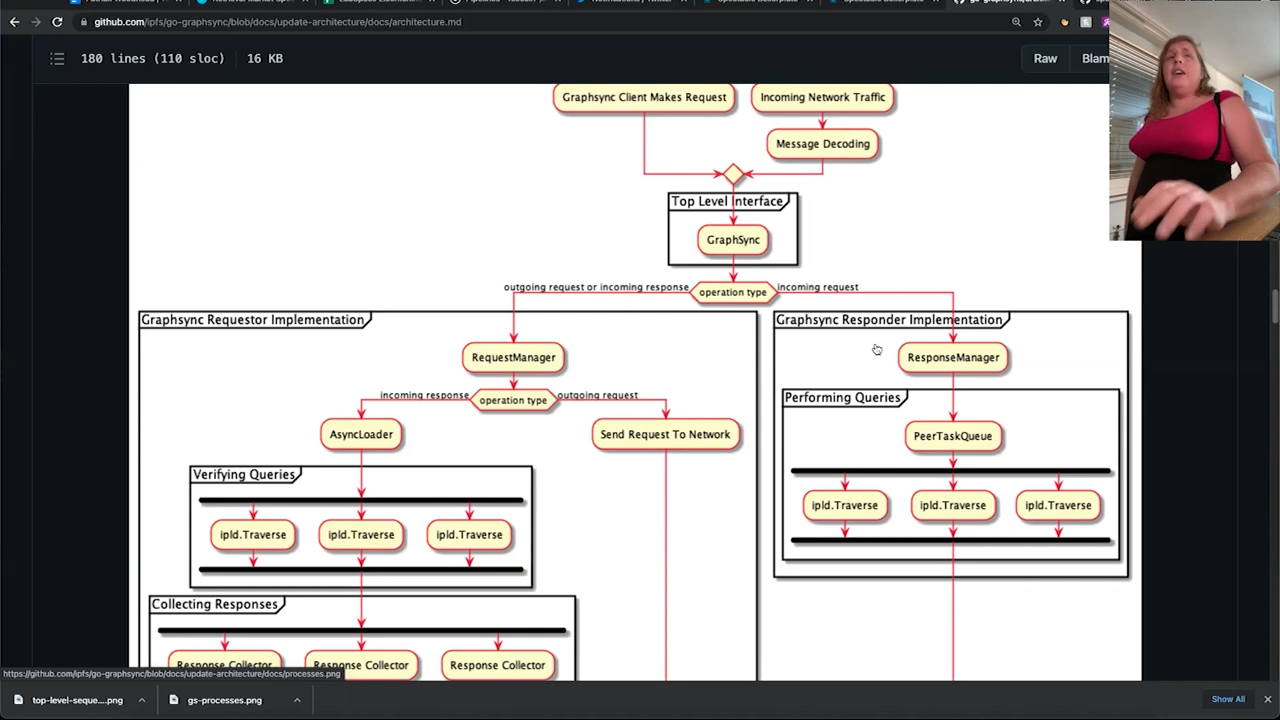 github.com/ipfs/go-graphsync/blob/docs/update-architecture/docs/architecture.md
180 lines (110 sloc)
16 KB
Raw
Graphsync Client Makes Request
Incoming Network Traffic
Message Decoding
Top Level Interface
GraphSync
outgoing request or incoming response
operation type
incoming request
Graphsync Requestor Implementation
Graphsync Responder Implementation
RequestManager
ResponseManager
incoming response
operation type
outgoing request
Performing Queries
AsyncLoader
Send Request To Network
PeerTaskQueue
Verifying Queries
ipld.Traverse
ipld.Traverse
ipld.Traverse
ipld.Traverse
ipld.Traverse
ipld.Traverse
Collecting Responses
Response Collector
Response Collector
Response Collector
https://github.com/ipfs/go-graphsync/blob/docs/update-architecture/docs/processes.png
top-level-seque....png
gs-processes.png
Show All